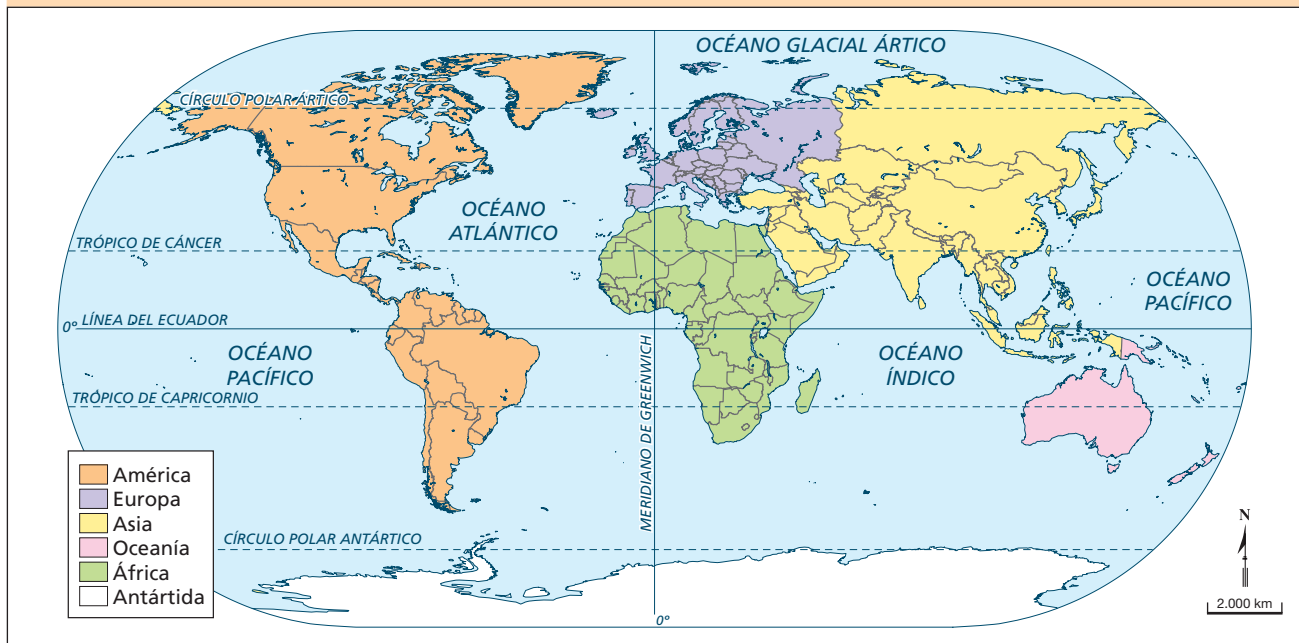 OCÉANO GLACIAL ÁRTICO
CÍRCULO POLAR ÁRTICO
OCÉANO
ATLÁNTICO
TRÓPICO DE CÁNCER
OCÉANO
PACÍFICO
0º LÍNEA DEL ECUADOR
OCÉANO
PACÍFICO
OCÉANO
ÍNDICO
MERIDIANO DE GREENWICH
TRÓPICO DE CAPRICORNIO
América
Europa
Asia
Oceanía
África
Antártida
CÍRCULO POLAR ANTÁRTICO
N
2.000 km
0º